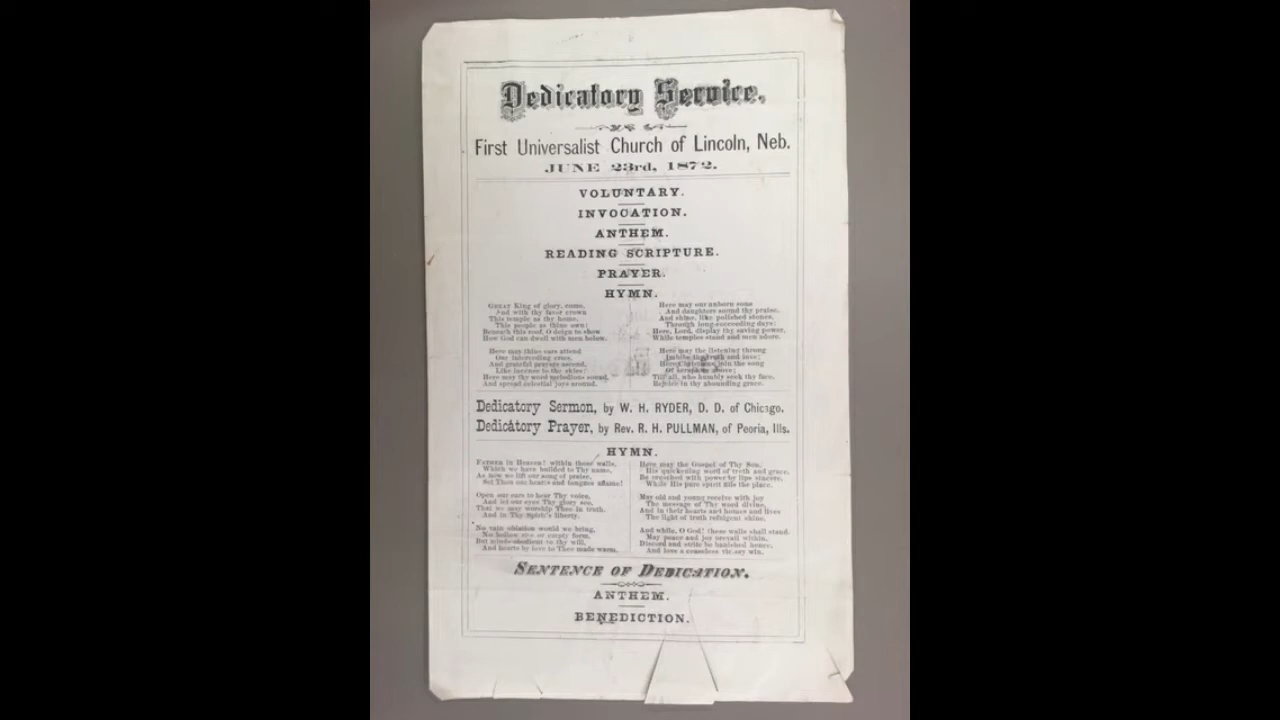 Dedicatory Service,
First Universalist Church of Lincoln, Neb.
JUNE 23rd, 1872.
VOLUNTARY.
INVOCATION.
ANTHEM.
READING SCRIPTURE.
PRAYER.
HYMN.
GREAT King of glory, come,
And with thy favor crown
This temple as thy home,
This people as thine own;
Beneath this roof, O deign to show
How God can dwell with men below.
Here may thine ears attend
Our interceding cries,
And grateful prayers ascend,
Like incense to the skies:
Here may thy word melodious sound,
And spread celestial joys around.
Here may our unborn sons
And daughters sound thy praise,
And shine, like polished stones,
Through long-succeeding days;
Here, Lord, display thy saving power,
While temples stand and men adore.
Here may the listening throng
Imbibe thy truth and love;
Here Christians join the song
Of seraphim above;
Till all, who humbly seek thy face,
Rejoice in thy abounding grace.
Dedicatory Sermon, by W. H. RYDER, D. D. of Chicago.
Dedicatory Prayer, by Rev. R. H. PULLMAN, of Peoria, Ills.
HYMN.
FATHER in Heaven! within these walls,
Which we have builded to Thy name,
As now we lift our song of praise,
Set Thou our hearts and tongues aflame!
Open our ears to hear Thy voice,
And let our eyes Thy glory see,
That we may worship Thee in truth,
And in Thy Spirit's liberty.
No vain oblation would we bring,
No hollow rite or empty form,
But minds obedient to thy will,
And hearts by love to Thee made warm.
Here may the Gospel of Thy Son,
His quickening word of truth and grace,
Be preached with power by lips sincere,
While His pure spirit fills the place.
May old and young receive with joy
The message of Thy word divine,
And in their hearts and homes and lives
The light of truth refulgent shine.
And while, O God! these walls shall stand,
May peace and joy prevail within,
Discord and strife be banished hence,
And love a ceaseless victory win.
SENTENCE OF DEDICATION.
ANTHEM.
BENEDICTION.